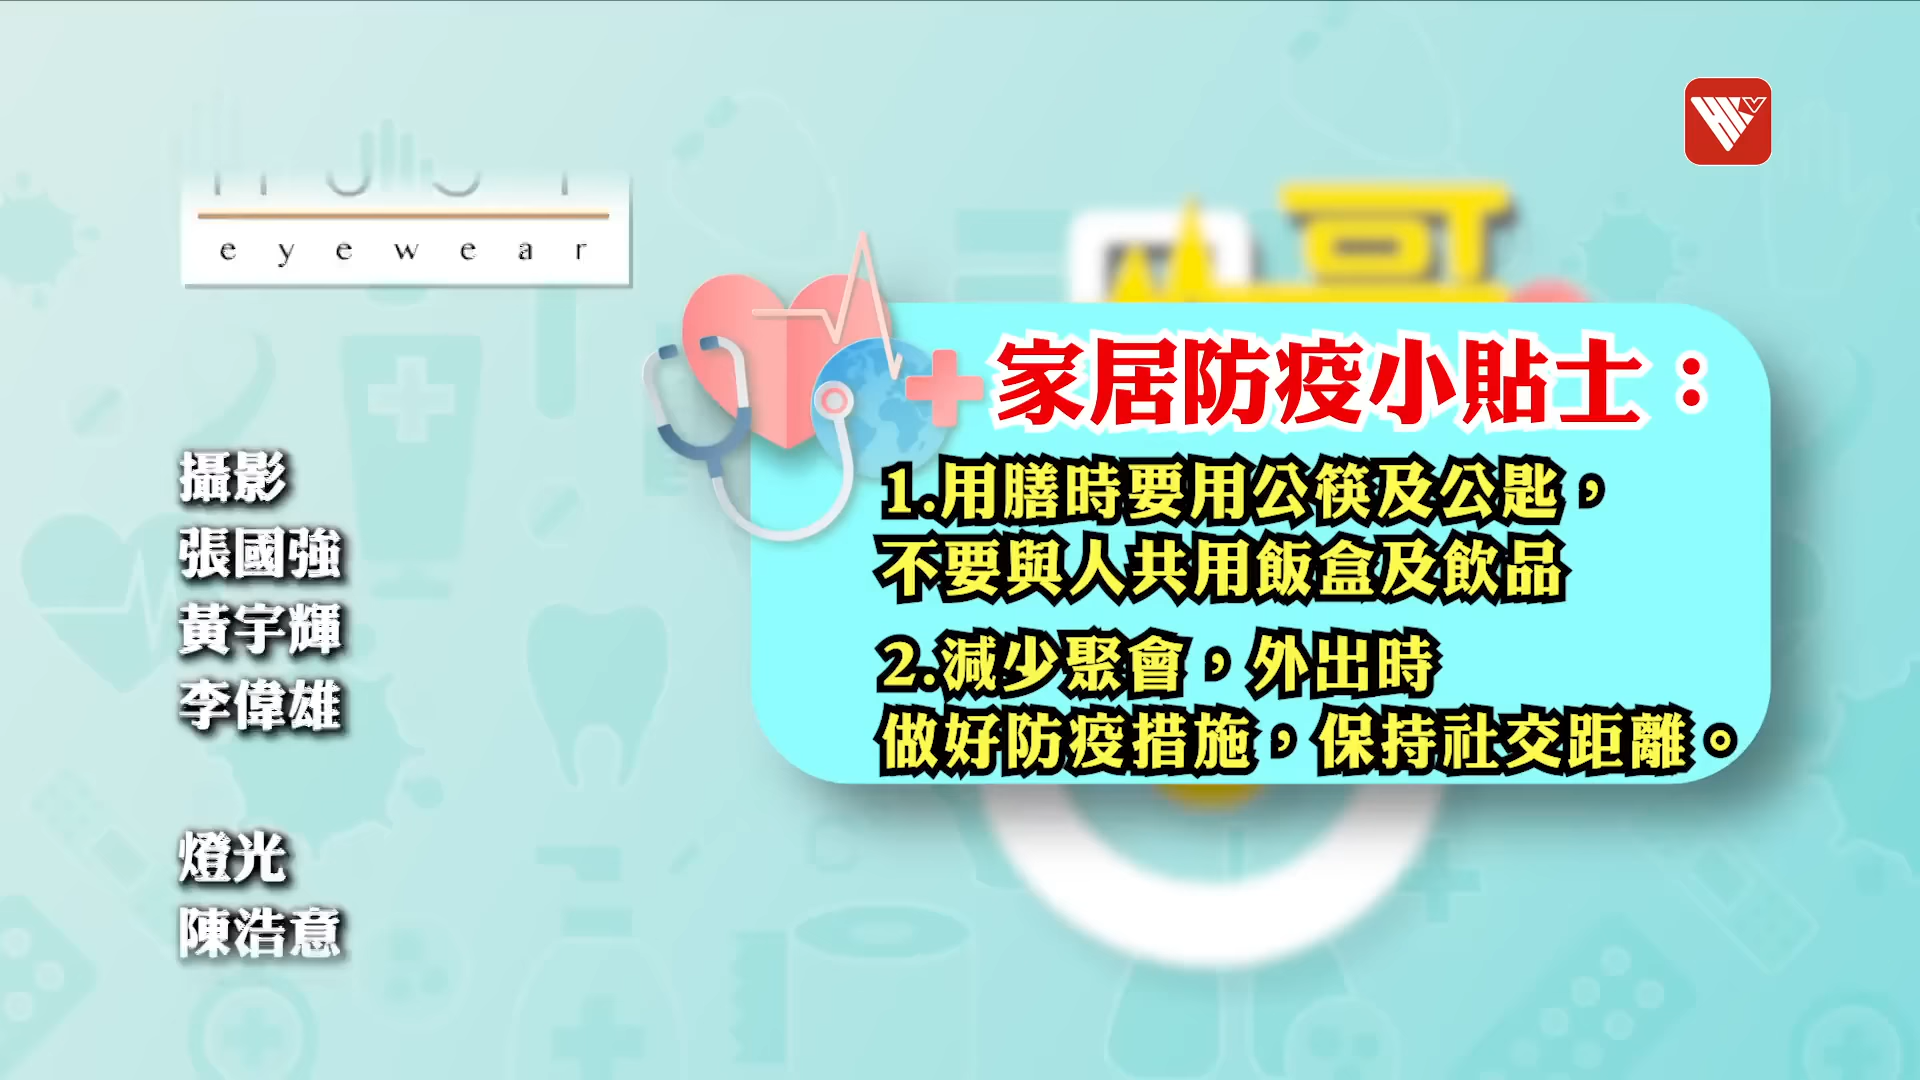 eyewear
攝影
張國強
黃宇輝
李偉雄
燈光
陳浩意
哥
家居防疫小貼士：
1.用膳時要用公筷及公匙，
不要與人共用飯盒及飲品
2.減少聚會，外出時
做好防疫措施，保持社交距離。